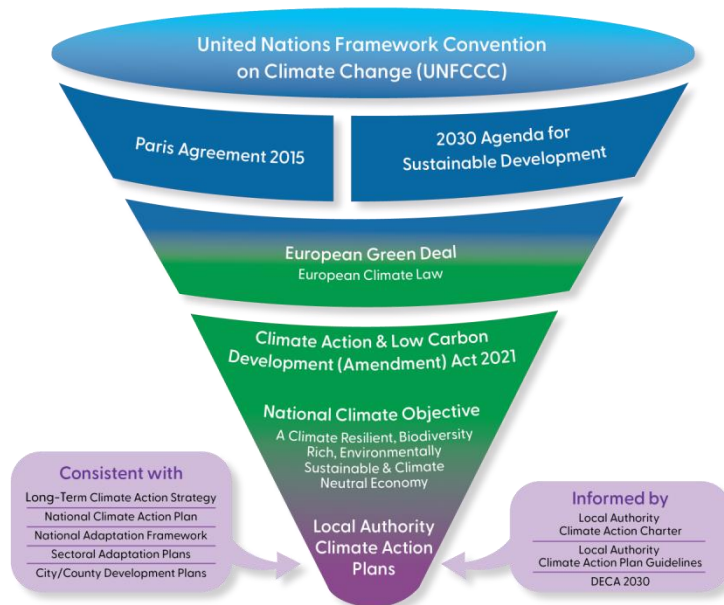 United Nations Framework Convention
on Climate Change (UNFCCC)
Paris Agreement 2015
2030 Agenda for
Sustainable Development
European Green Deal
European Climate Law
Climate Action & Low Carbon
Development (Amendment) Act 2021
National Climate Objective
A Climate Resilient, Biodiversity
Rich, Environmentally
Sustainable & Climate
Neutral Economy
Local Authority
Climate Action
Plans
Consistent with
Long-Term Climate Action Strategy
National Climate Action Plan
National Adaptation Framework
Sectoral Adaptation Plans
City/County Development Plans
Informed by
Local Authority
Climate Action Charter
Local Authority
Climate Action Plan Guidelines
DECA 2030